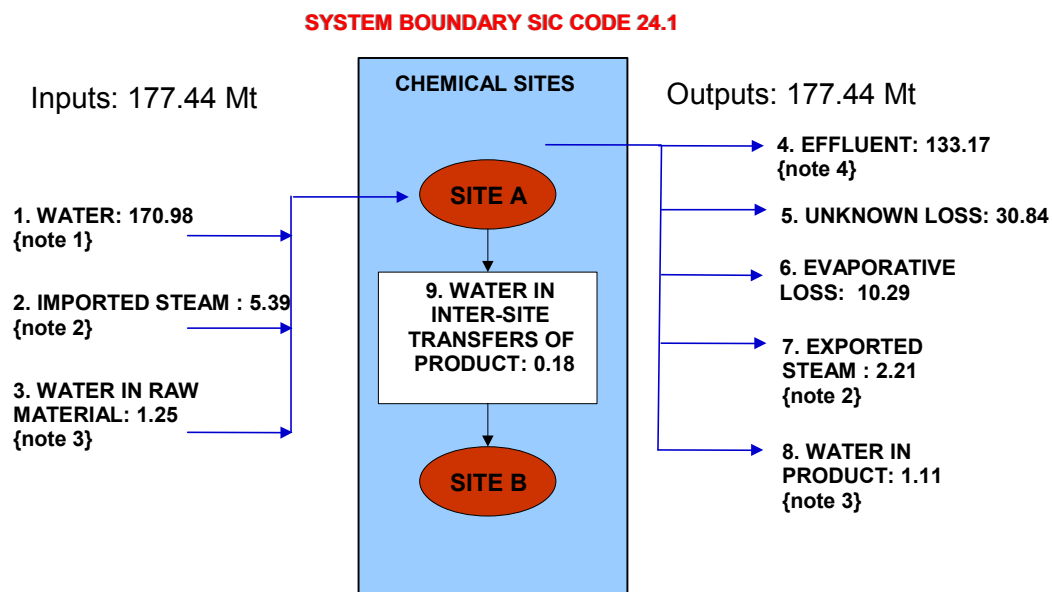 SYSTEM BOUNDARY SIC CODE 24.1
Inputs: 177.44 Mt
CHEMICAL SITES
Outputs: 177.44 Mt
1. WATER: 170.98
{note 1}
2. IMPORTED STEAM : 5.39
{note 2}
3. WATER IN RAW
MATERIAL: 1.25
{note 3}
SITE A
9. WATER IN
INTER-SITE
TRANSFERS OF
PRODUCT: 0.18
SITE B
4. EFFLUENT: 133.17
{note 4}
5. UNKNOWN LOSS: 30.84
6. EVAPORATIVE
LOSS: 10.29
7. EXPORTED
STEAM : 2.21
{note 2}
8. WATER IN
PRODUCT: 1.11
{note 3}